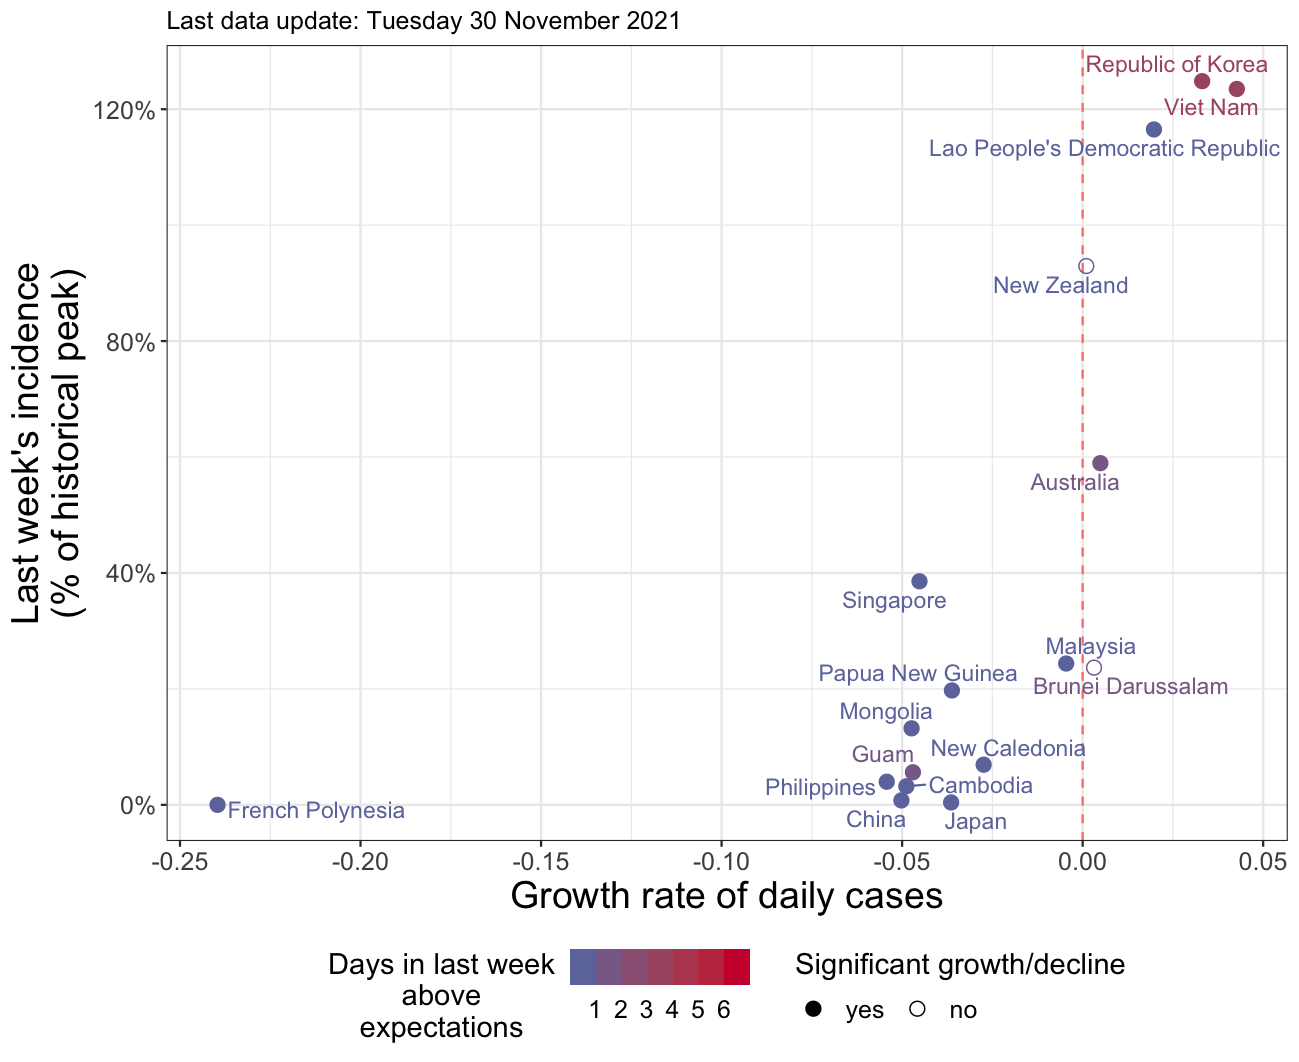 Last data update: Tuesday 30 November 2021
Last week's incidence
(% of historical peak)
120%
80%
40%
0%
Republic of Korea
Viet Nam
Lao People's Democratic Republic
New Zealand
Australia
Singapore
Malaysia
Papua New Guinea
Brunei Darussalam
Mongolia
New Caledonia
Guam
Philippines
Cambodia
French Polynesia
China
Japan
-0.25
-0.20
-0.15
-0.10
-0.05
0.00
0.05
Growth rate of daily cases
Days in last week
above
expectations
1 2 3 4 5 6
Significant growth/decline
yes
no